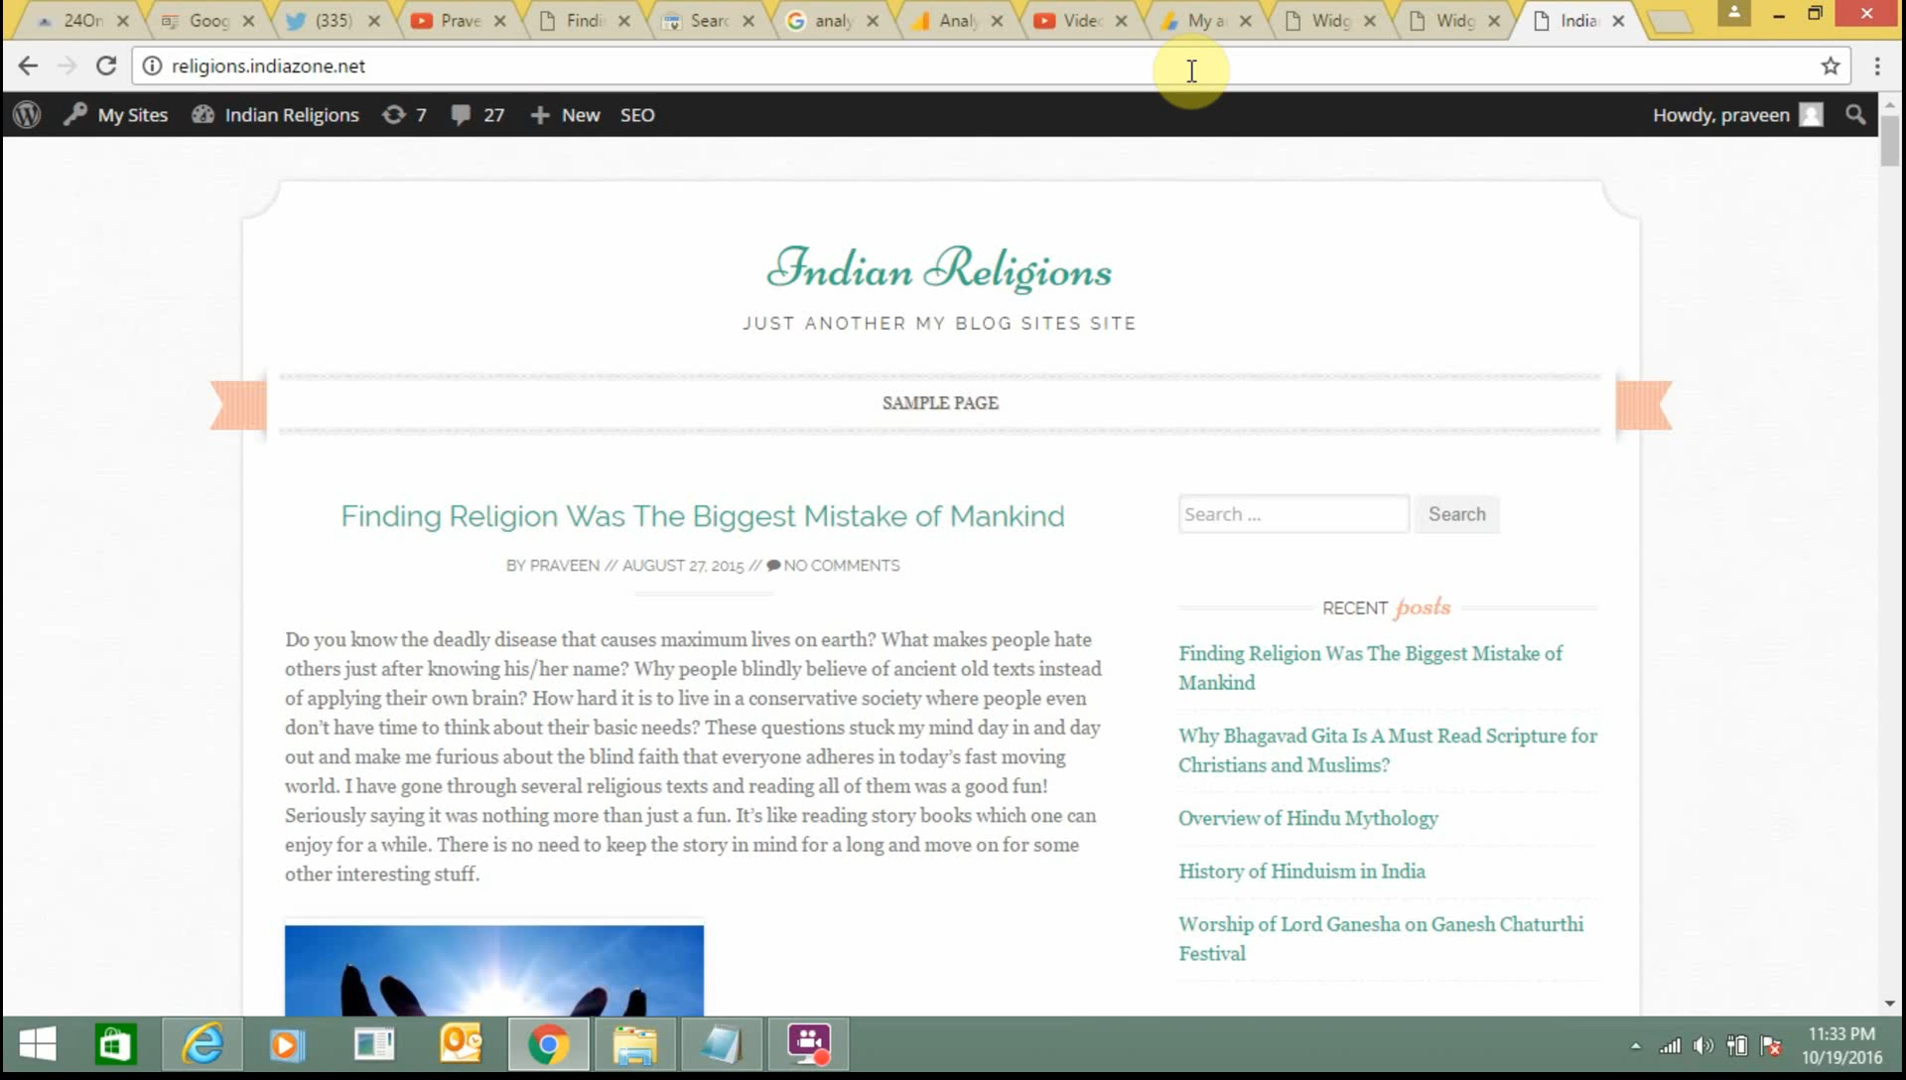 24On
Goog
(335)
Prave
Findi
Searc
analy
Analy
Video
My a
Widg
Widg
India
religions.indiazone.net
My Sites
Indian Religions
7
27
New
SEO
Howdy, praveen
Indian Religions
JUST ANOTHER MY BLOG SITES SITE
SAMPLE PAGE
Finding Religion Was The Biggest Mistake of Mankind
BY PRAVEEN // AUGUST 27, 2015 // NO COMMENTS
Do you know the deadly disease that causes maximum lives on earth? What makes people hate
others just after knowing his/her name? Why people blindly believe of ancient old texts instead
of applying their own brain? How hard it is to live in a conservative society where people even
don't have time to think about their basic needs? These questions stuck my mind day in and day
out and make me furious about the blind faith that everyone adheres in today's fast moving
world. I have gone through several religious texts and reading all of them was a good fun!
Seriously saying it was nothing more than just a fun. It's like reading story books which one can
enjoy for a while. There is no need to keep the story in mind for a long and move on for some
other interesting stuff.
Search ...
Search
RECENT posts
Finding Religion Was The Biggest Mistake of
Mankind
Why Bhagavad Gita Is A Must Read Scripture for
Christians and Muslims?
Overview of Hindu Mythology
History of Hinduism in India
Worship of Lord Ganesha on Ganesh Chaturthi
Festival
11:33 PM
10/19/2016